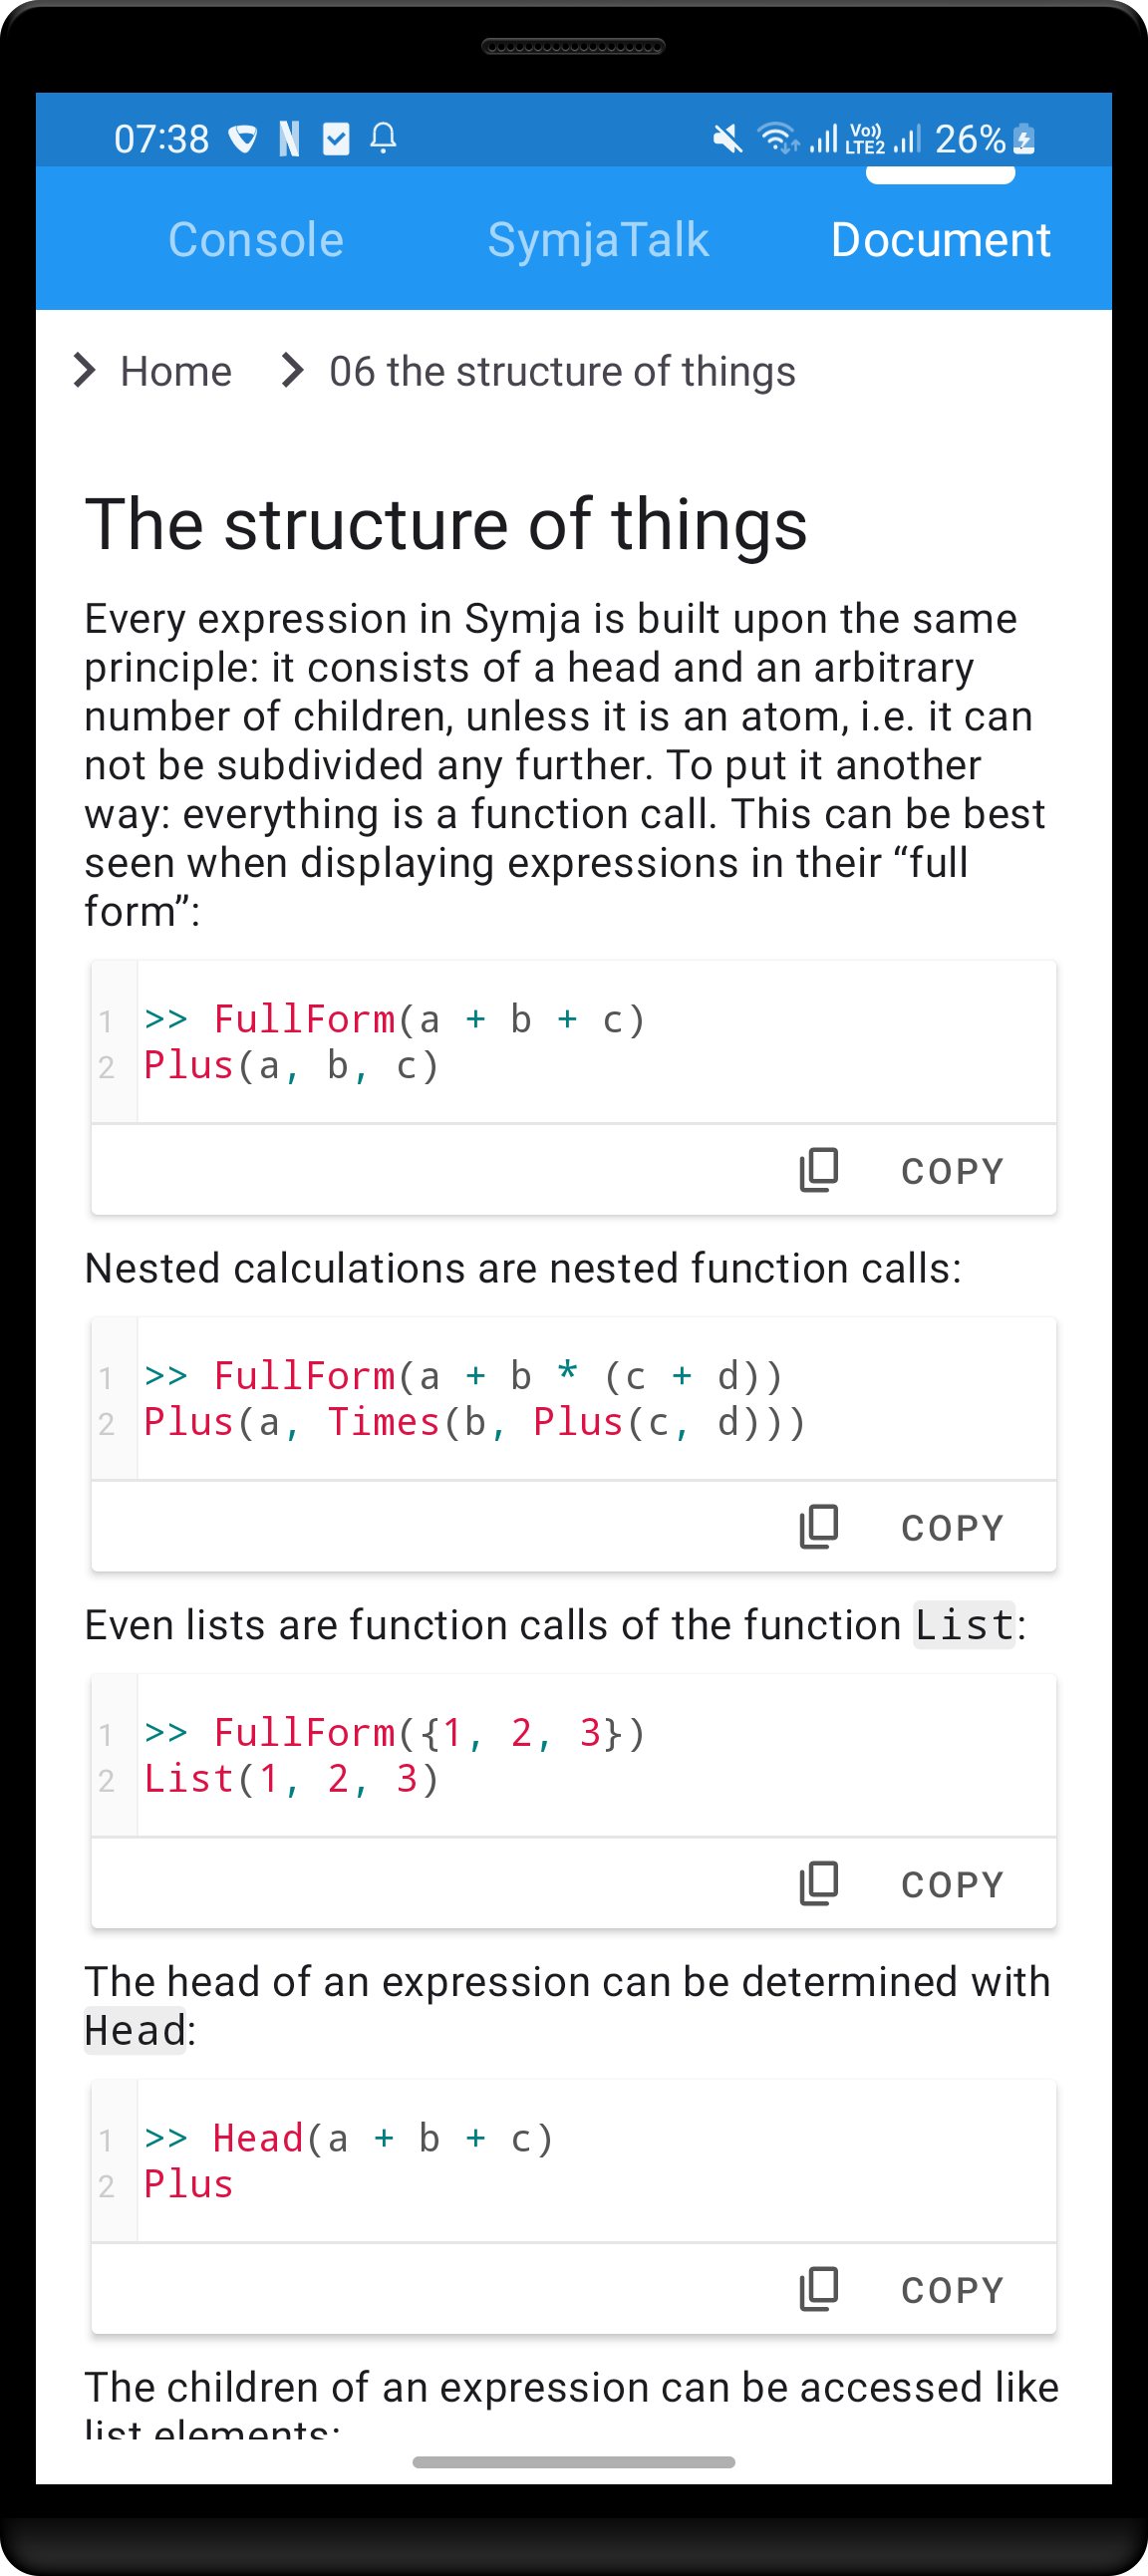 07:38 N Vo)) LTE2 26%
Console SymjaTalk Document
Home 06 the structure of things
The structure of things
Every expression in Symja is built upon the same
principle: it consists of a head and an arbitrary
number of children, unless it is an atom, i.e. it can
not be subdivided any further. To put it another
way: everything is a function call. This can be best
seen when displaying expressions in their “full
form”:
1 >> FullForm(a + b + c)
2 Plus(a, b, c)
COPY
Nested calculations are nested function calls:
1 >> FullForm(a + b * (c + d))
2 Plus(a, Times(b, Plus(c, d)))
COPY
Even lists are function calls of the function List:
1 >> FullForm({1, 2, 3})
2 List(1, 2, 3)
COPY
The head of an expression can be determined with
Head:
1 >> Head(a + b + c)
2 Plus
COPY
The children of an expression can be accessed like
list elements: